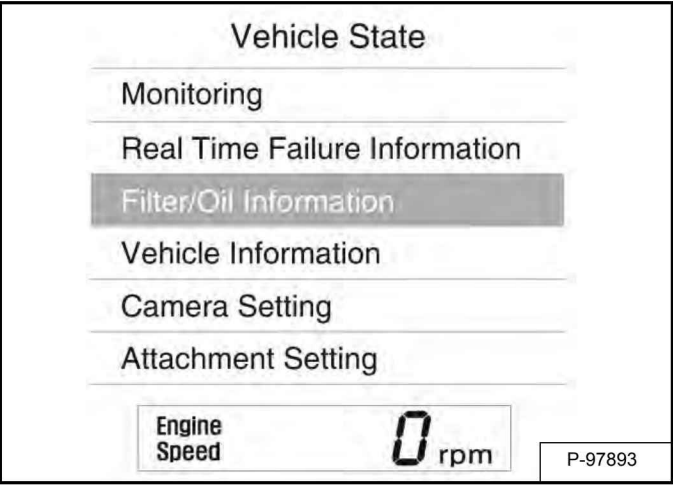 Vehicle State
Monitoring
Real Time Failure Information
Filter/Oil Information
Vehicle Information
Camera Setting
Attachment Setting
Engine
Speed
0 rpm
P-97893